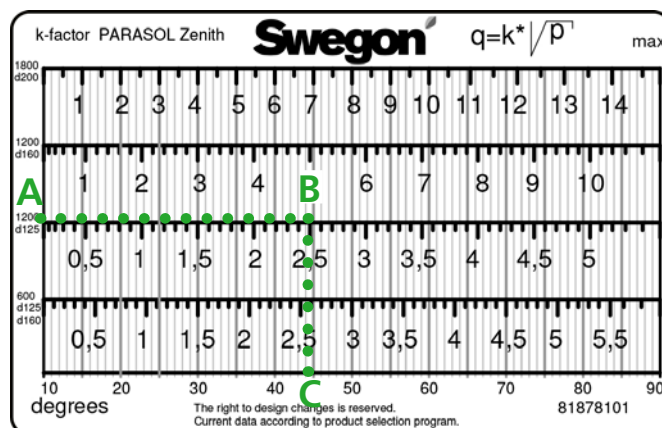 k-factor PARASOL Zenith Swegon q=k*√p max
1800
d200
1 2 3 4 5 6 7 8 9 10 11 12 13 14
1200
d160
1 2 3 4 B 6 7 8 9 10
A
1200
d125
0,5 1 1,5 2 2,5 3 3,5 4 4,5 5
600
d125
d160
0,5 1 1,5 2 2,5 3 3,5 4 4,5 5 5,5
10 20 30 C 50 60 70 80 90
degrees The right to design changes is reserved. 81878101
Current data according to product selection program.